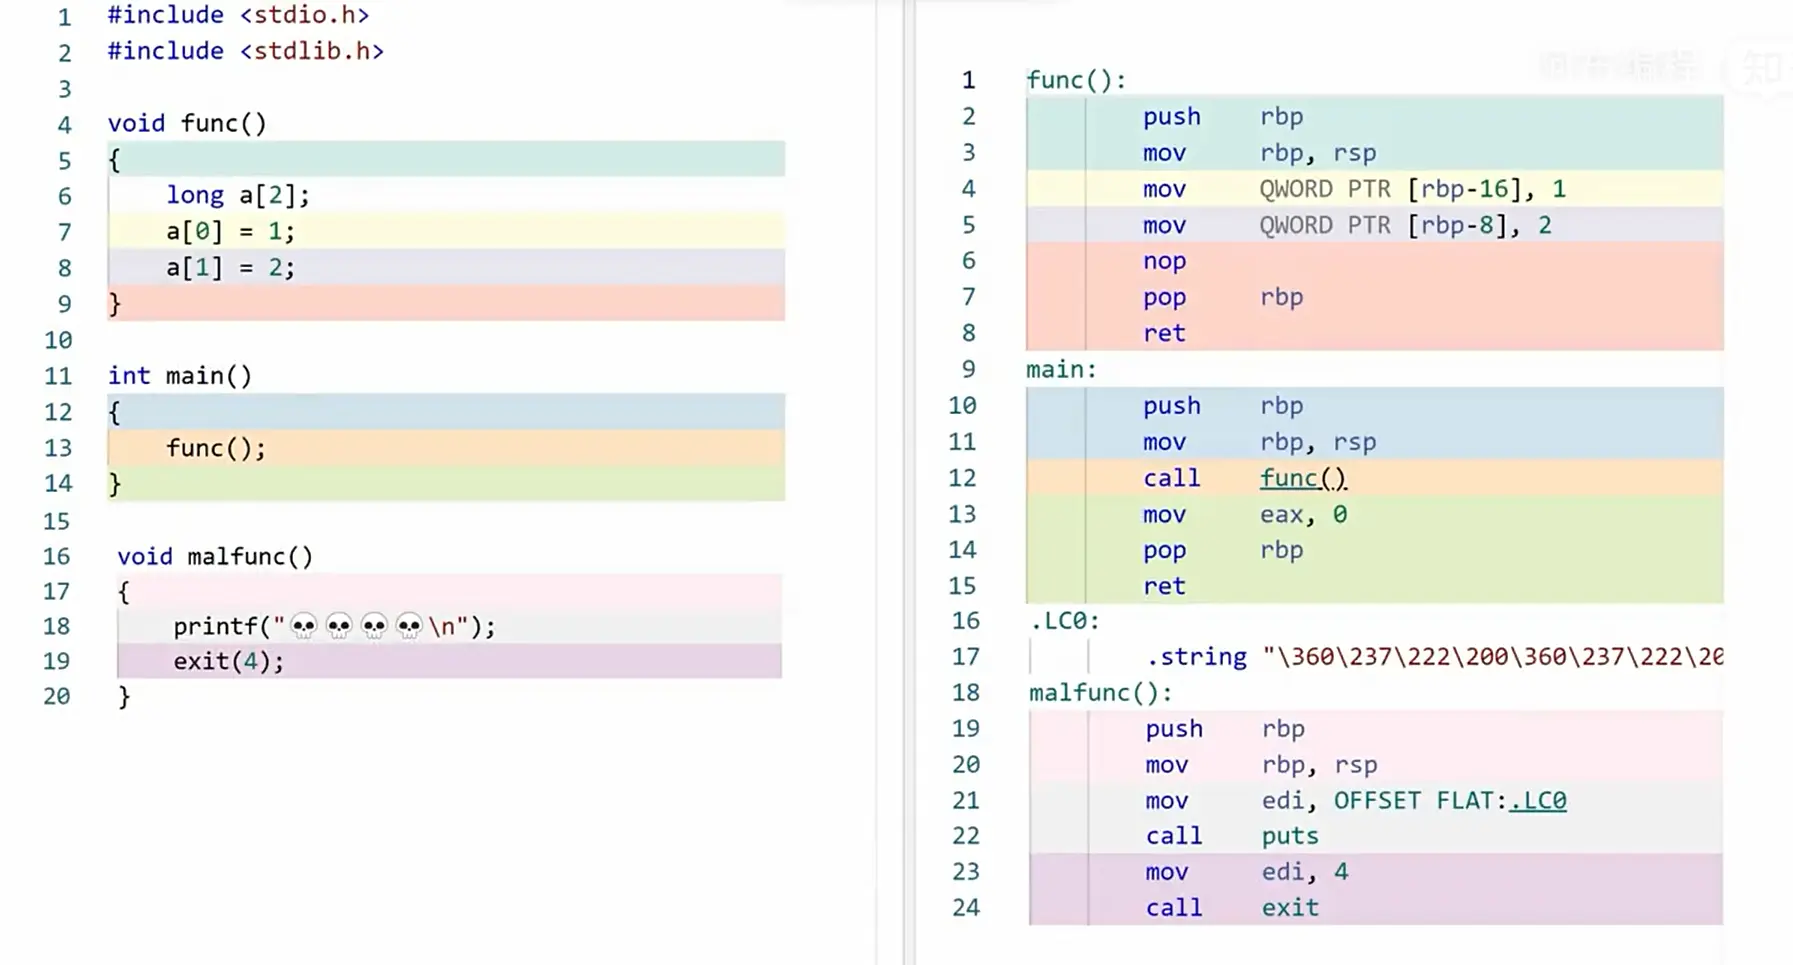 1 #include <stdio.h>
2 #include <stdlib.h>
3
4 void func()
5 {
6 long a[2];
7 a[0] = 1;
8 a[1] = 2;
9 }
10
11 int main()
12 {
13 func();
14 }
15
16 void malfunc()
17 {
18 printf("💀💀💀💀\n");
19 exit(4);
20 }
1 func():
2 push rbp
3 mov rbp, rsp
4 mov QWORD PTR [rbp-16], 1
5 mov QWORD PTR [rbp-8], 2
6 nop
7 pop rbp
8 ret
9 main:
10 push rbp
11 mov rbp, rsp
12 call func()
13 mov eax, 0
14 pop rbp
15 ret
16 .LC0:
17 .string "\360\237\222\200\360\237\222\20
18 malfunc():
19 push rbp
20 mov rbp, rsp
21 mov edi, OFFSET FLAT:.LC0
22 call puts
23 mov edi, 4
24 call exit
知